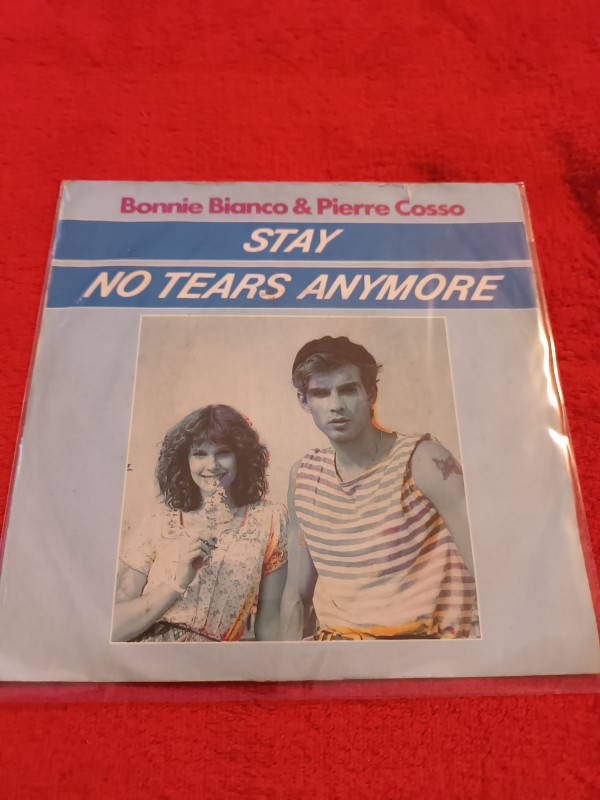 Bonnie Bianco & Pierre Cosso
STAY
NO TEARS ANYMORE